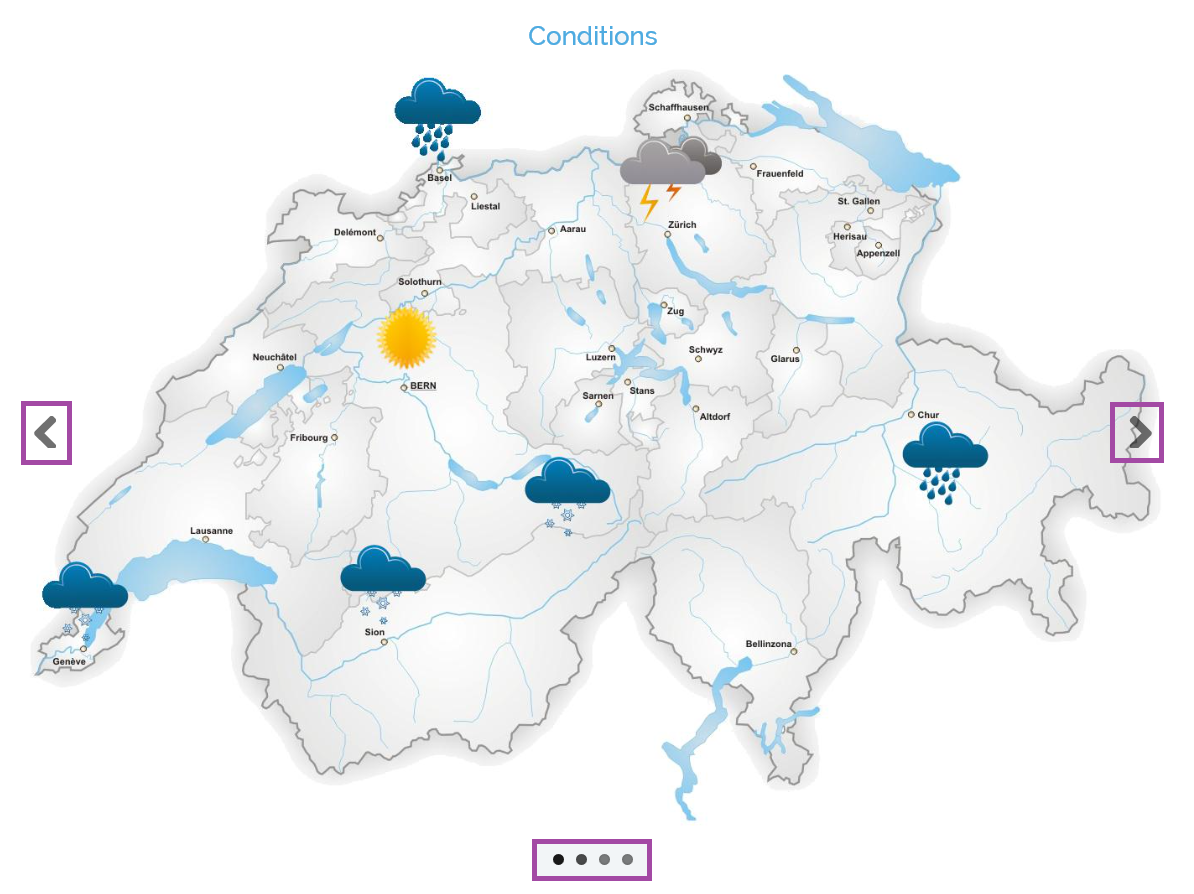 Conditions
Schaffhausen
Basel
Frauenfeld
Liestal
St. Gallen
Delémont
Aarau
Zürich
Herisau
Appenzell
Solothurn
Zug
Neuchâtel
Luzern
Schwyz
Glarus
BERN
Stans
Sarnen
Altdorf
Chur
Fribourg
Lausanne
Sion
Bellinzona
Genève